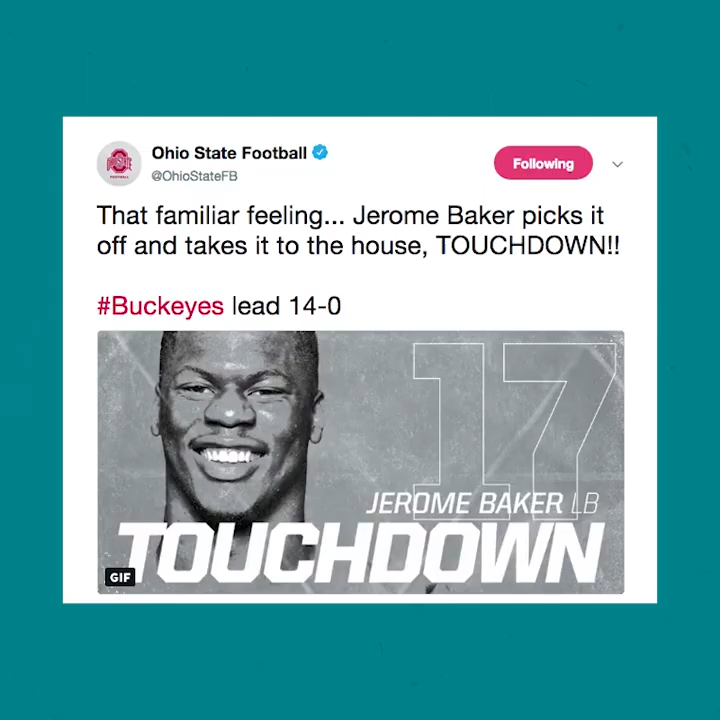 Ohio State Football
@OhioStateFB
Following
That familiar feeling... Jerome Baker picks it
off and takes it to the house, TOUCHDOWN!!
#Buckeyes lead 14-0
17
JEROME BAKER LB
TOUCHDOWN
GIF